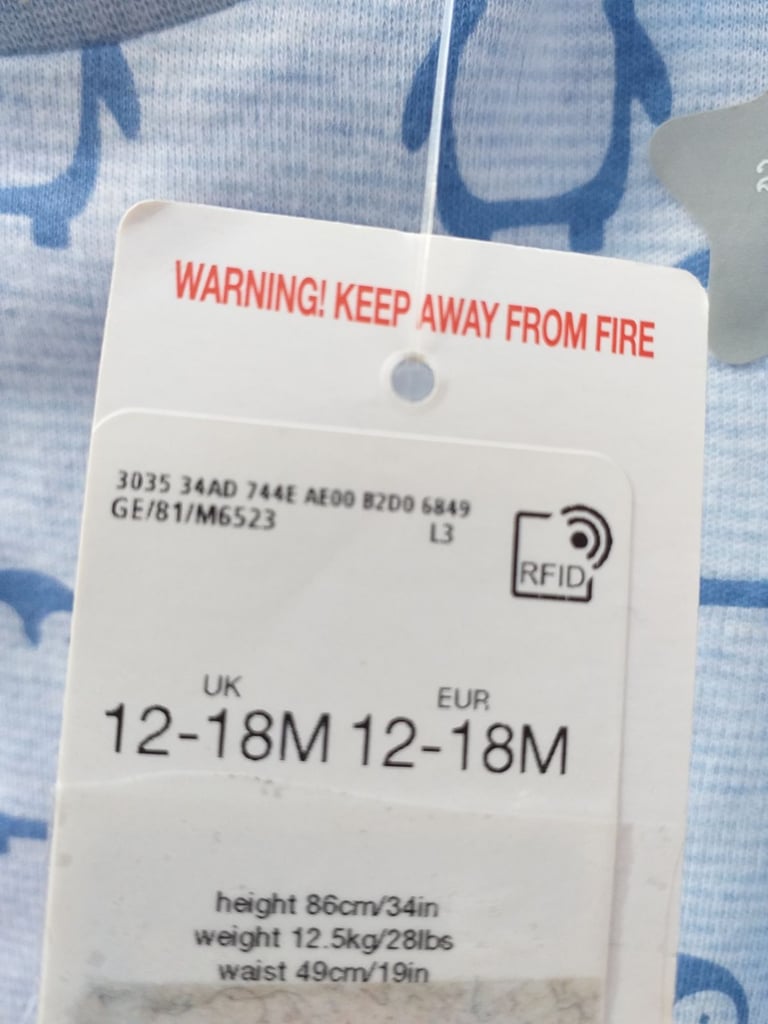 WARNING! KEEP AWAY FROM FIRE
3035 34AD 744E AE00 B2D0 6849
GE/81/M6523 L3
RFID
UK EUR
12-18M 12-18M
height 86cm/34in
weight 12.5kg/28lbs
waist 49cm/19in